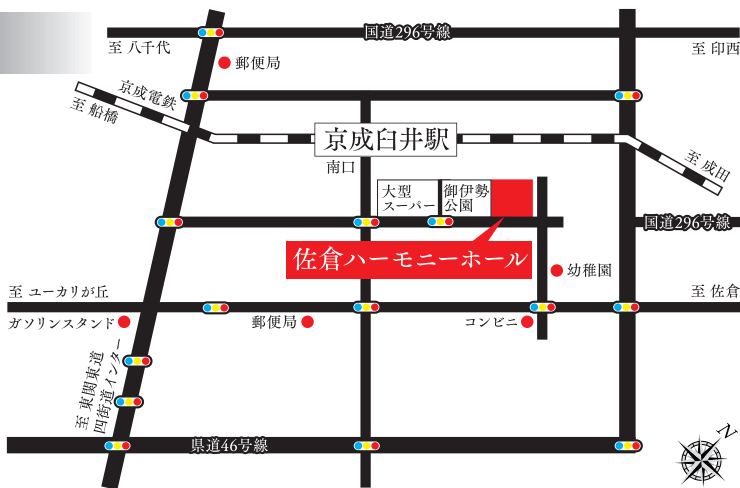 国道296号線
至 八千代
至 印西
郵便局
京成電鉄
至 船橋
京成臼井駅
南口
至 成田
大型
スーパー
御伊勢
公園
国道296号線
佐倉ハーモニーホール
幼稚園
至 ユーカリが丘
至 佐倉
ガソリンスタンド
郵便局
コンビニ
至 東関東道
四街道インター
県道46号線
N